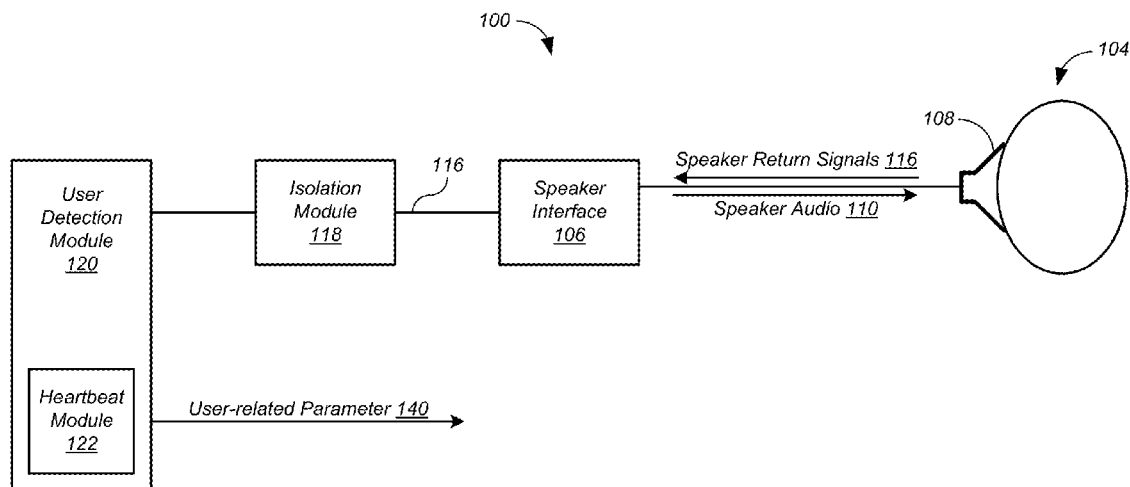 100
104
108
116
Speaker Return Signals 116
Speaker Audio 110
User
Detection
Module
120
Isolation
Module
118
Speaker
Interface
106
Heartbeat
Module
122
User-related Parameter 140